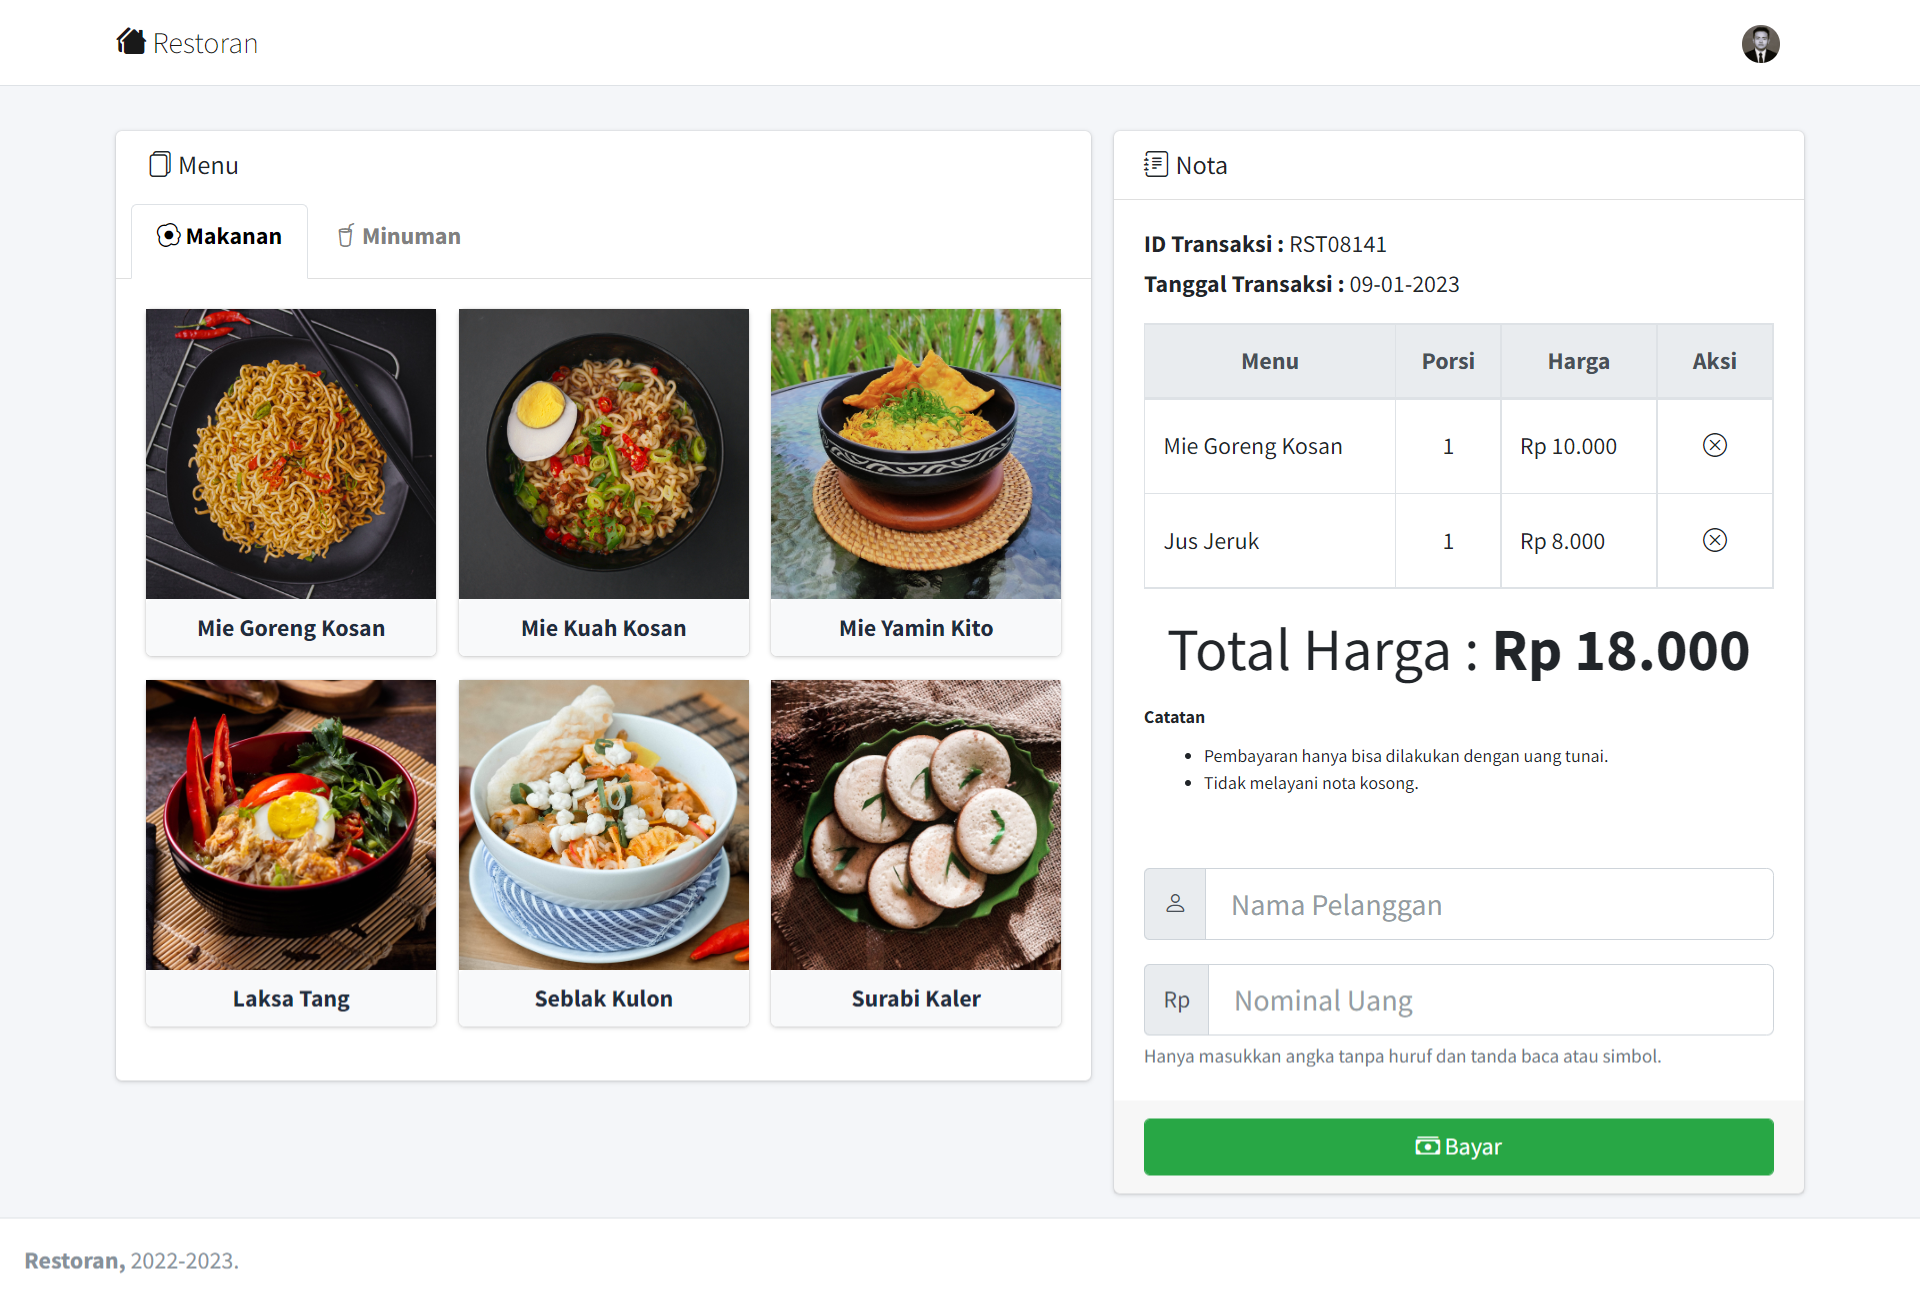 Restoran
Menu
Makanan
Minuman
Mie Goreng Kosan
Mie Kuah Kosan
Mie Yamin Kito
Laksa Tang
Seblak Kulon
Surabi Kaler
Nota
ID Transaksi : RST08141
Tanggal Transaksi : 09-01-2023
Menu Porsi Harga Aksi
Mie Goreng Kosan 1 Rp 10.000
Jus Jeruk 1 Rp 8.000
Total Harga : Rp 18.000
Catatan
• Pembayaran hanya bisa dilakukan dengan uang tunai.
• Tidak melayani nota kosong.
Nama Pelanggan
Rp Nominal Uang
Hanya masukkan angka tanpa huruf dan tanda baca atau simbol.
Bayar
Restoran, 2022-2023.